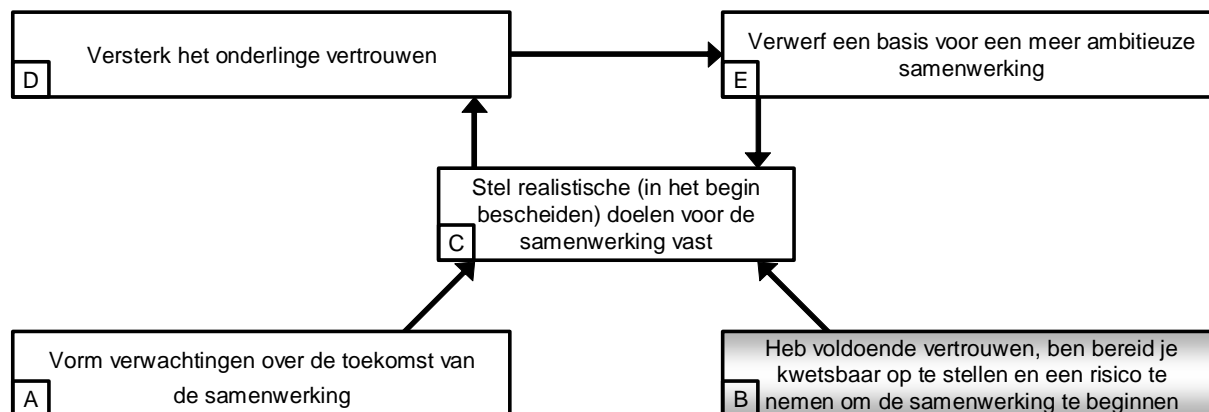 Versterk het onderlinge vertrouwen
D
Verwerf een basis voor een meer ambitieuze
samenwerking
E
Stel realistische (in het begin
bescheiden) doelen voor de
samenwerking vast
C
Vorm verwachtingen over de toekomst van
de samenwerking
A
Heb voldoende vertrouwen, ben bereid je
kwetsbaar op te stellen en een risico te
nemen om de samenwerking te beginnen
B